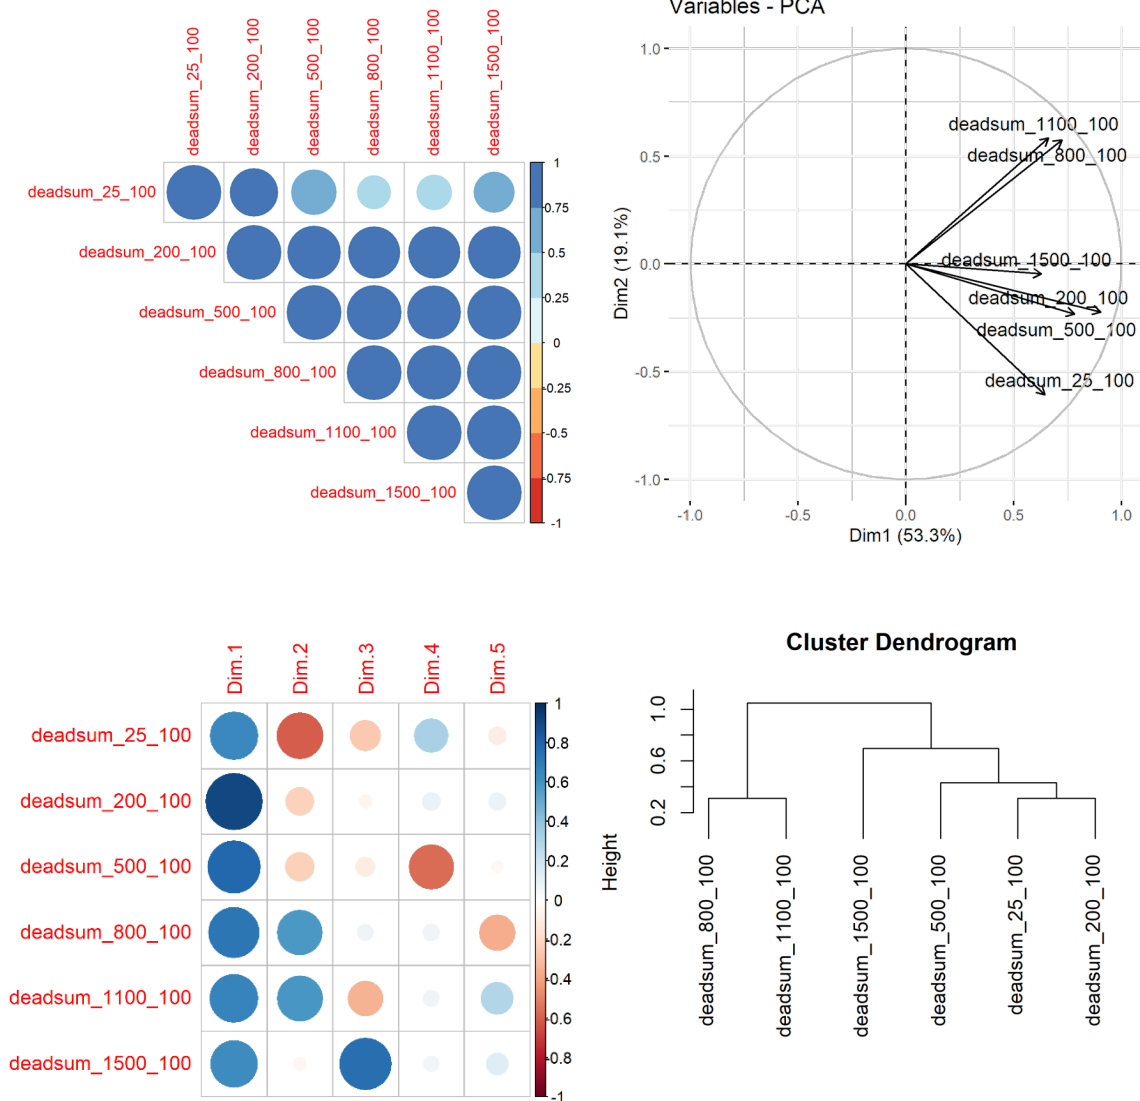 deadsum_25_100
deadsum_200_100
deadsum_500_100
deadsum_800_100
deadsum_1100_100
deadsum_1500_100
deadsum_25_100
deadsum_200_100
deadsum_500_100
deadsum_800_100
deadsum_1100_100
deadsum_1500_100
1
0.75
0.5
0.25
0
-0.25
-0.5
-0.75
-1
Variables - PCA
Dim2 (19.1%)
1.0
0.5
0.0
-0.5
-1.0
deadsum_1100_100
deadsum_800_100
deadsum_1500_100
deadsum_200_100
deadsum_500_100
deadsum_25_100
-1.0
-0.5
0.0
0.5
1.0
Dim1 (53.3%)
Dim.1
Dim.2
Dim.3
Dim.4
Dim.5
deadsum_25_100
deadsum_200_100
deadsum_500_100
deadsum_800_100
deadsum_1100_100
deadsum_1500_100
1
0.8
0.6
0.4
0.2
0
-0.2
-0.4
-0.6
-0.8
-1
Cluster Dendrogram
Height
1.0
0.6
0.2
deadsum_800_100
deadsum_1100_100
deadsum_1500_100
deadsum_500_100
deadsum_25_100
deadsum_200_100